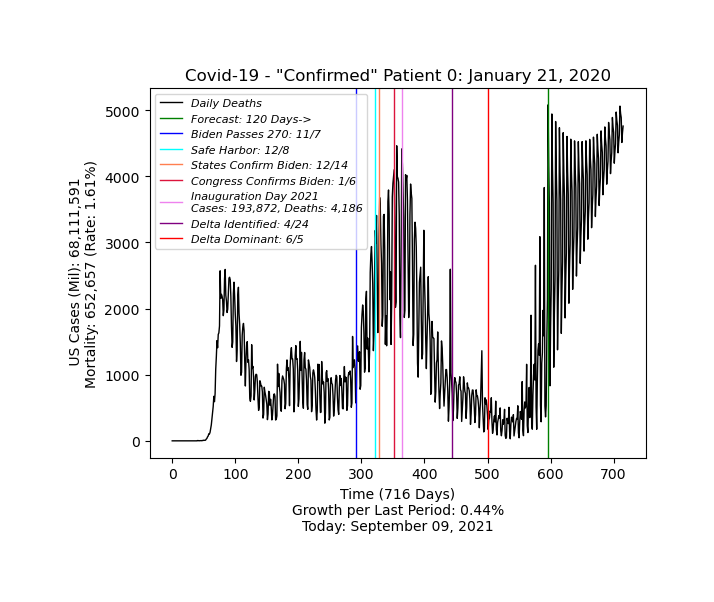 Covid-19 - "Confirmed" Patient 0: January 21, 2020
Daily Deaths
Forecast: 120 Days->
Biden Passes 270: 11/7
Safe Harbor: 12/8
States Confirm Biden: 12/14
Congress Confirms Biden: 1/6
Inauguration Day 2021
Cases: 193,872, Deaths: 4,186
Delta Identified: 4/24
Delta Dominant: 6/5
US Cases (Mil): 68,111,591
Mortality: 652,657 (Rate: 1.61%)
5000
4000
3000
2000
1000
0
0 100 200 300 400 500 600 700
Time (716 Days)
Growth per Last Period: 0.44%
Today: September 09, 2021